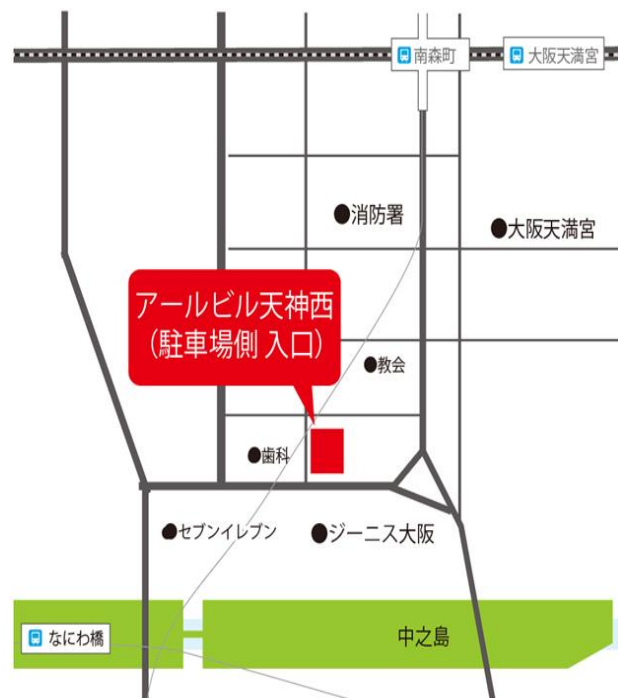 南森町
大阪天満宮
消防署
大阪天満宮
アールビル天神西
(駐車場側 入口)
教会
歯科
セブンイレブン
ジーニス大阪
なにわ橋
中之島